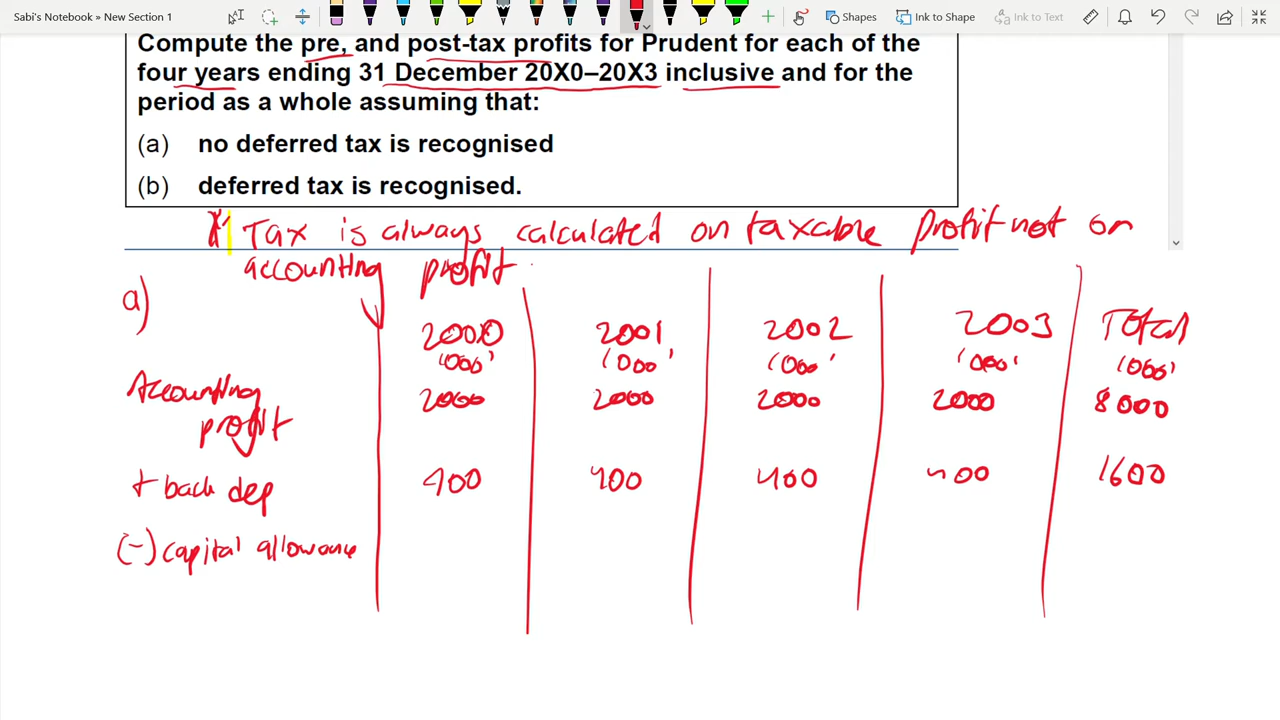 Sabi's Notebook » New Section 1
Shapes
Ink to Shape
Ink to Text
Compute the pre, and post-tax profits for Prudent for each of the
four years ending 31 December 20X0–20X3 inclusive and for the
period as a whole assuming that:
(a) no deferred tax is recognised
(b) deferred tax is recognised.
Tax is always calculated on taxable profit not on
accounting profit
a)
2000 2001 2002 2003 Total
'000' '000' '000' '000' '000'
Accounting profit 2000 2000 2000 2000 8000
+ back dep 400 400 400 400 1600
(-) capital allowance